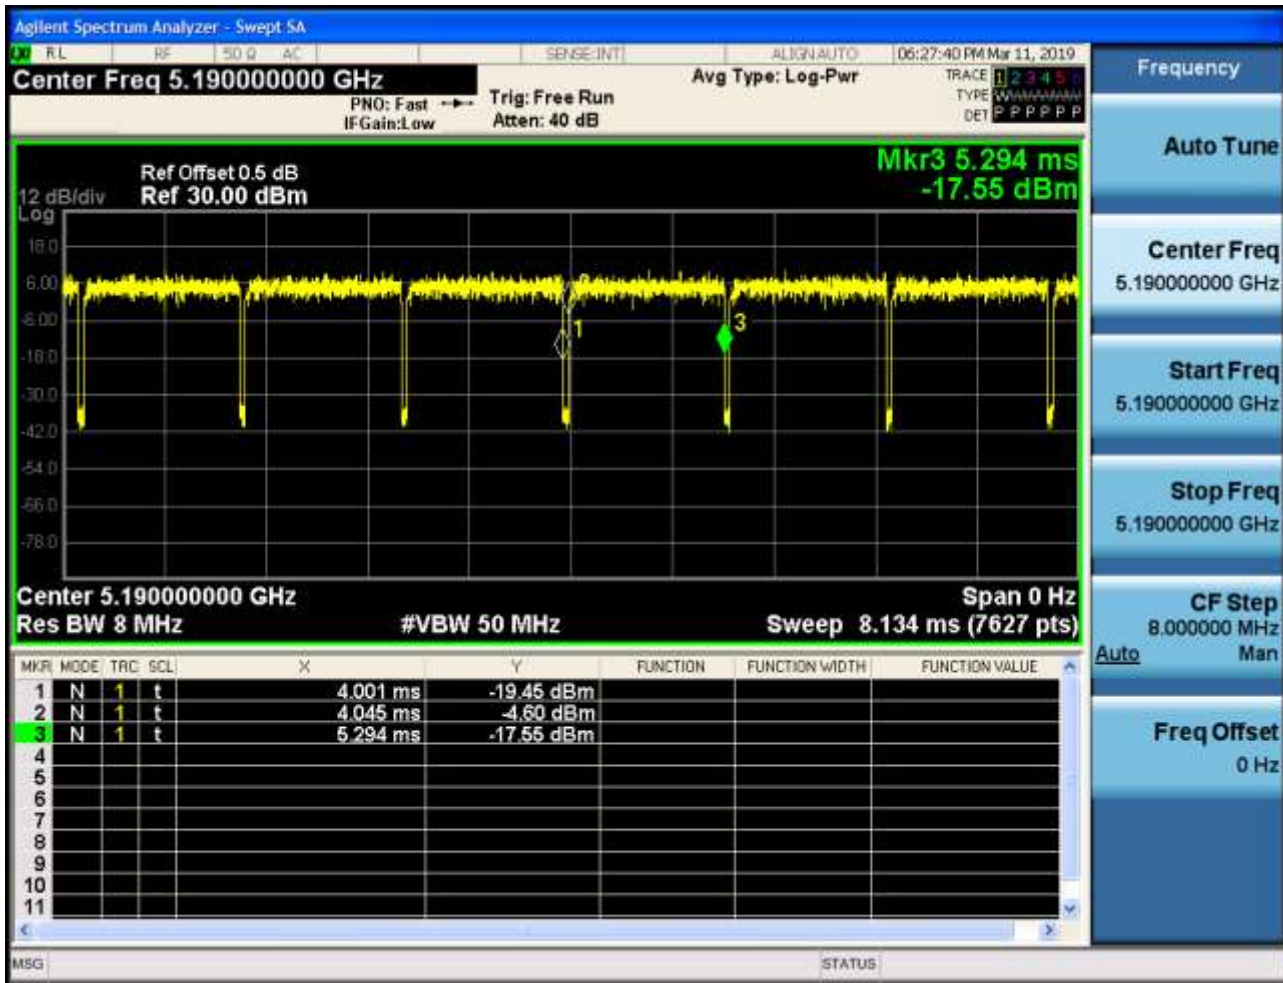 Agilent Spectrum Analyzer - Swept SA
RL RF 50 Ω AC SENSE:INT ALIGNAUTO 06:27:40 PM Mar 11, 2019
Center Freq 5.190000000 GHz
PNO: Fast
IFGain:Low
Trig: Free Run
Atten: 40 dB
Avg Type: Log-Pwr
TRACE 1 2 3 4 5 6
TYPE
DET P P P P P P
Ref Offset 0.5 dB
12 dB/div Ref 30.00 dBm
Log
Mkr3 5.294 ms
-17.55 dBm
18.0
6.00
-6.00
-18.0
-30.0
-42.0
-54.0
-66.0
-78.0
1
3
Center 5.190000000 GHz Span 0 Hz
Res BW 8 MHz #VBW 50 MHz Sweep 8.134 ms (7627 pts)
MKR MODE TRC SCL X Y FUNCTION FUNCTION WIDTH FUNCTION VALUE
1 N 1 t 4.001 ms -19.45 dBm
2 N 1 t 4.045 ms -4.60 dBm
3 N 1 t 5.294 ms -17.55 dBm
4
5
6
7
8
9
10
11
MSG STATUS
Frequency
Auto Tune
Center Freq
5.190000000 GHz
Start Freq
5.190000000 GHz
Stop Freq
5.190000000 GHz
CF Step
8.000000 MHz
Auto Man
Freq Offset
0 Hz